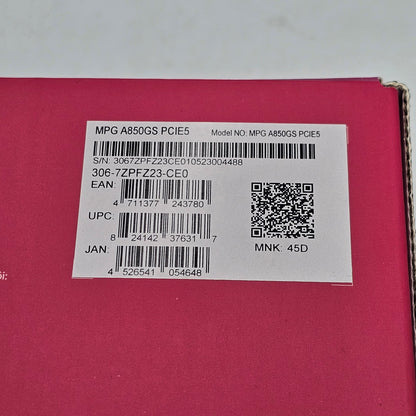 MPG A850GS PCIE5 Model NO: MPG A850GS PCIE5
S/N: 3067ZPFZ23CE010523004488
306-7ZPFZ23-CE0
EAN:
4 711377 243780
UPC:
8 24142 37631 7
MNK: 45D
JAN:
4 526541 054648